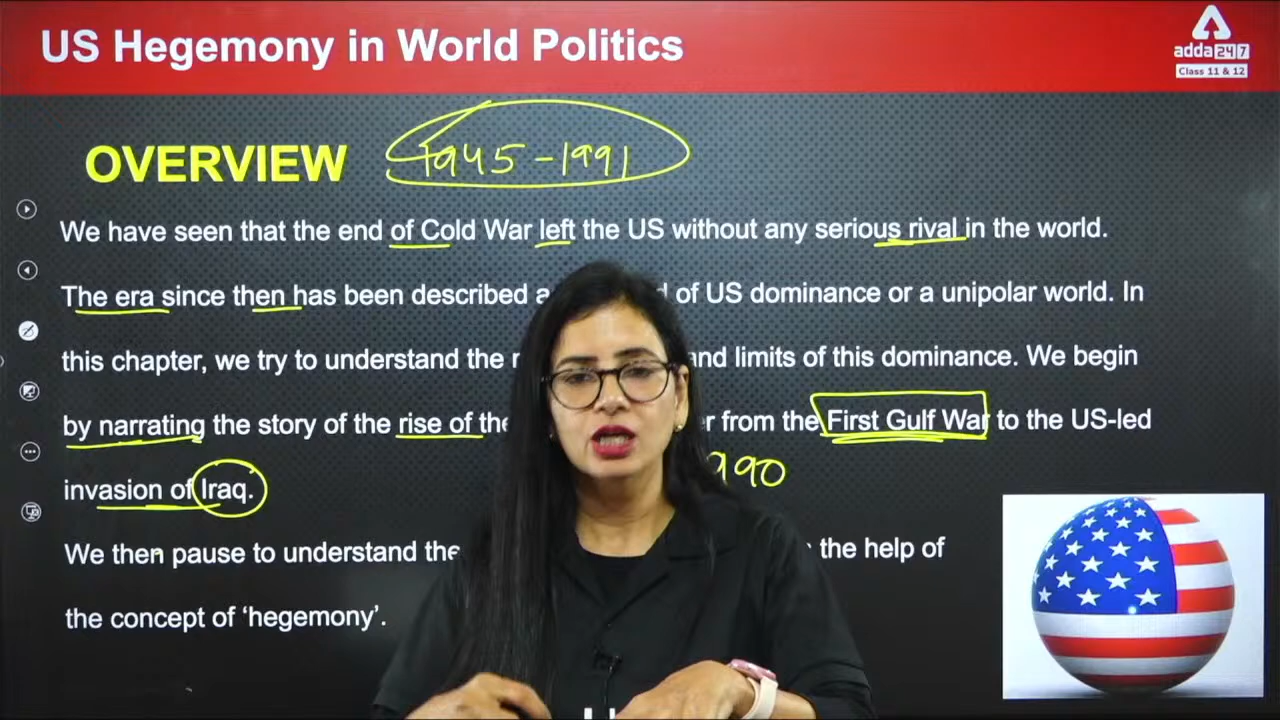 US Hegemony in World Politics
adda247
Class 11 & 12
OVERVIEW 1945-1991
We have seen that the end of Cold War left the US without any serious rival in the world.
The era since then has been described of US dominance or a unipolar world. In
this chapter, we try to understand the and limits of this dominance. We begin
by narrating the story of the rise of the from the First Gulf War to the US-led
990
invasion of Iraq.
We then pause to understand the the help of
the concept of ‘hegemony’.